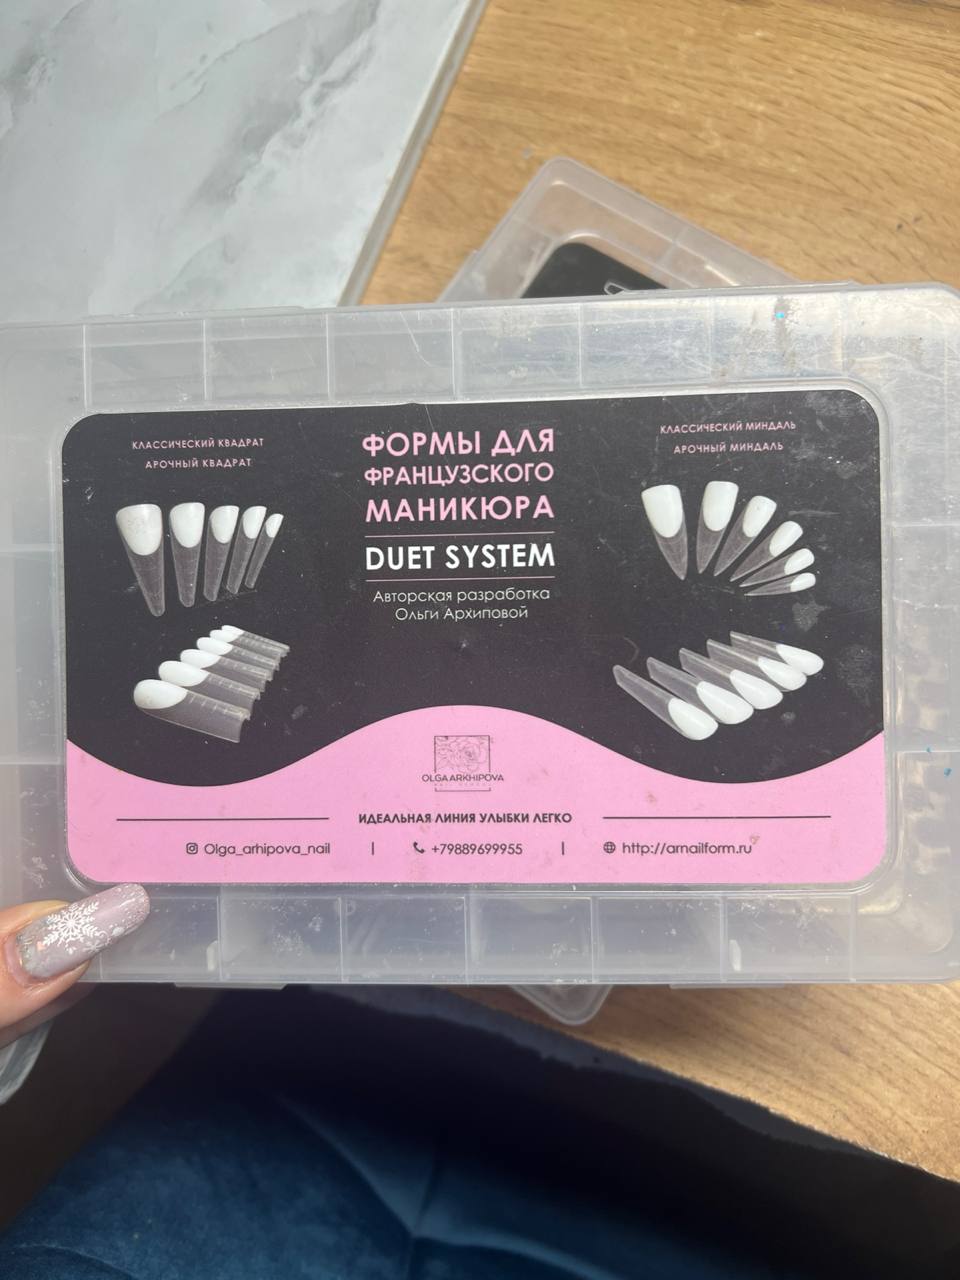 КЛАССИЧЕСКИЙ КВАДРАТ
АРОЧНЫЙ КВАДРАТ
ФОРМЫ ДЛЯ
ФРАНЦУЗСКОГО
МАНИКЮРА
DUET SYSTEM
Авторская разработка
Ольги Архиповой
КЛАССИЧЕСКИЙ МИНДАЛЬ
АРОЧНЫЙ МИНДАЛЬ
OLGA ARKHIPOVA
ИДЕАЛЬНАЯ ЛИНИЯ УЛЫБКИ ЛЕГКО
Olga_arhipova_nail | +79889699955 | http://arnailform.ru